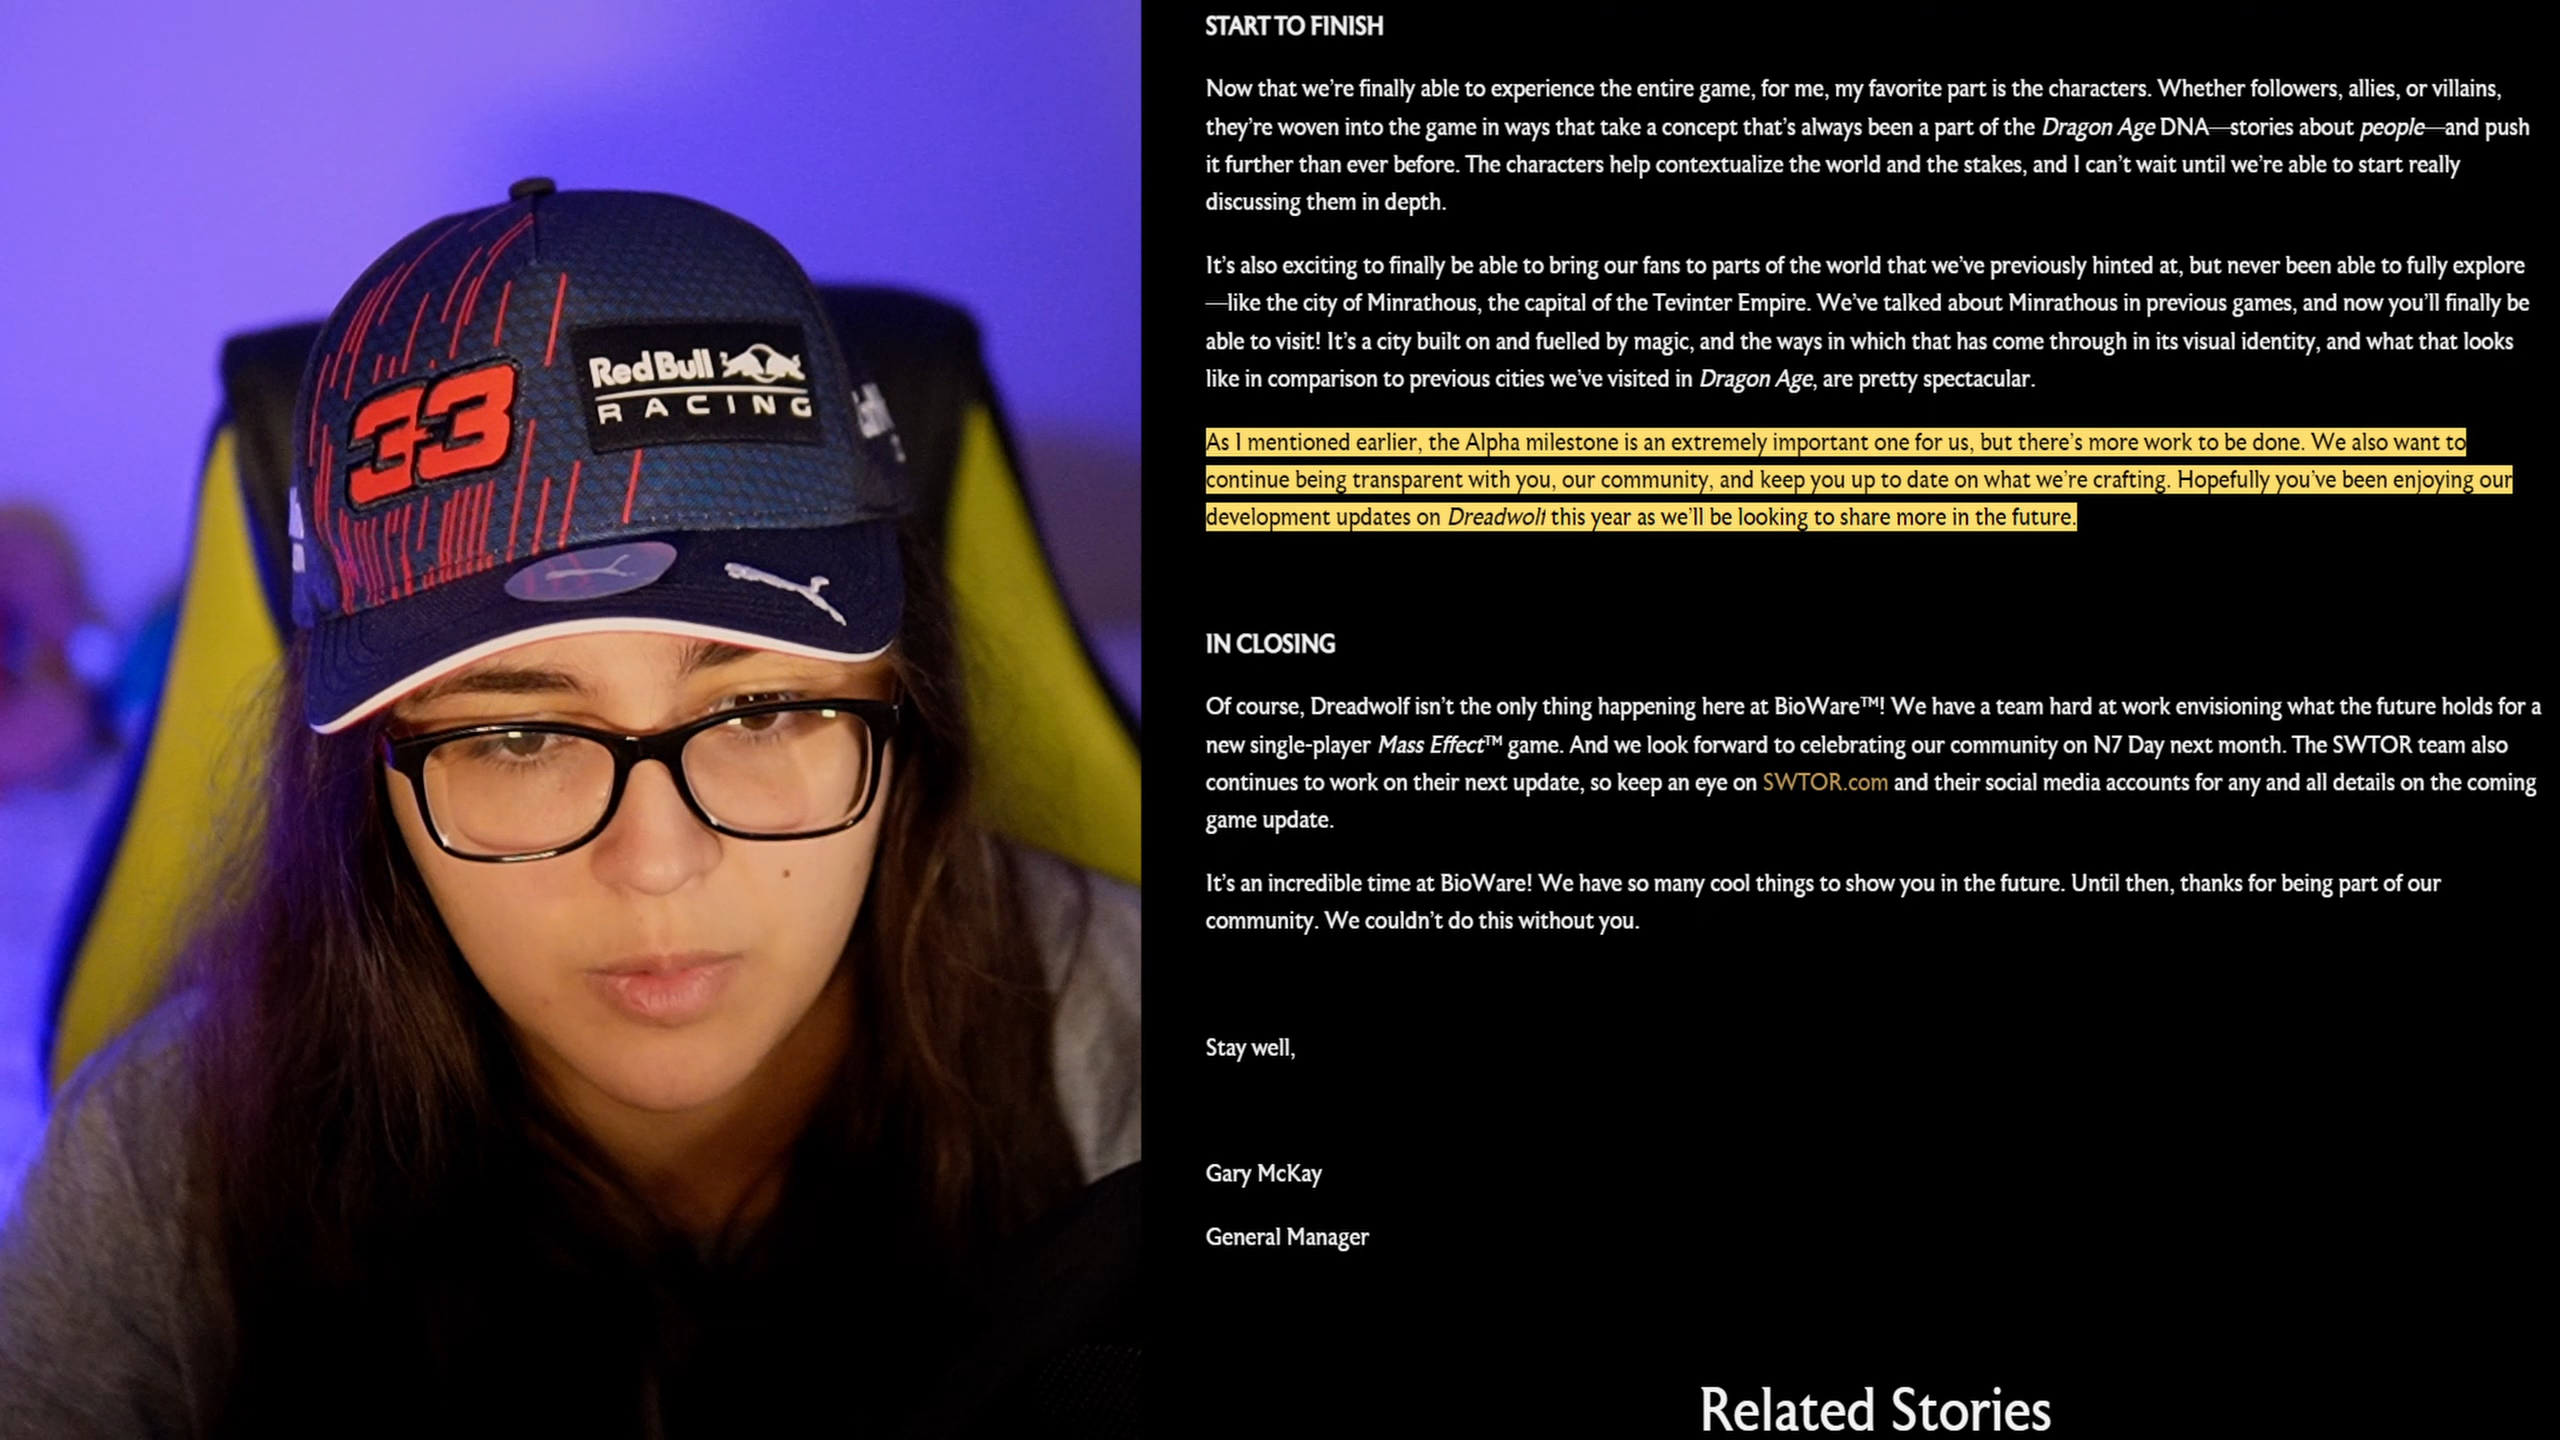 33
Red Bull
RACING
START TO FINISH
Now that we're finally able to experience the entire game, for me, my favorite part is the characters. Whether followers, allies, or villains,
they're woven into the game in ways that take a concept that's always been a part of the Dragon Age DNA—stories about people—and push
it further than ever before. The characters help contextualize the world and the stakes, and I can't wait until we're able to start really
discussing them in depth.
It's also exciting to finally be able to bring our fans to parts of the world that we've previously hinted at, but never been able to fully explore
—like the city of Minrathous, the capital of the Tevinter Empire. We've talked about Minrathous in previous games, and now you'll finally be
able to visit! It's a city built on and fuelled by magic, and the ways in which that has come through in its visual identity, and what that looks
like in comparison to previous cities we've visited in Dragon Age, are pretty spectacular.
As I mentioned earlier, the Alpha milestone is an extremely important one for us, but there's more work to be done. We also want to
continue being transparent with you, our community, and keep you up to date on what we're crafting. Hopefully you've been enjoying our
development updates on Dreadwolf this year as we'll be looking to share more in the future.
IN CLOSING
Of course, Dreadwolf isn't the only thing happening here at BioWare™! We have a team hard at work envisioning what the future holds for a
new single-player Mass Effect™ game. And we look forward to celebrating our community on N7 Day next month. The SWTOR team also
continues to work on their next update, so keep an eye on SWTOR.com and their social media accounts for any and all details on the coming
game update.
It's an incredible time at BioWare! We have so many cool things to show you in the future. Until then, thanks for being part of our
community. We couldn't do this without you.
Stay well,
Gary McKay
General Manager
Related Stories